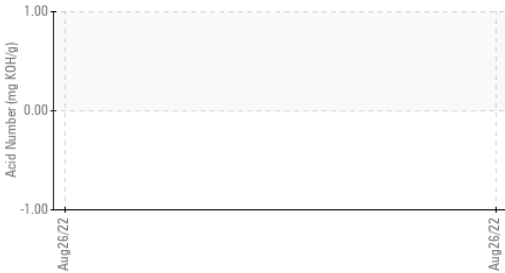 Acid Number (mg KOH/g)
1.00
0.00
-1.00
Aug26/22
Aug26/22